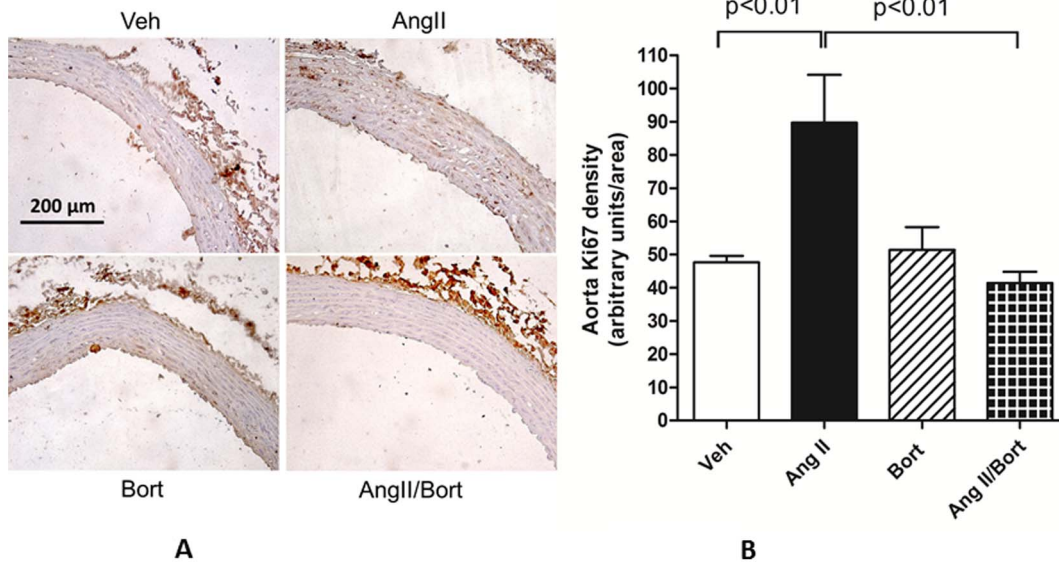 Veh
AngII
200 µm
Bort
AngII/Bort
A
p<0.01
p<0.01
Aorta Ki67 density
(arbitrary units/area)
110
100
90
80
70
60
50
40
30
20
10
0
Veh
Ang II
Bort
Ang II/Bort
B